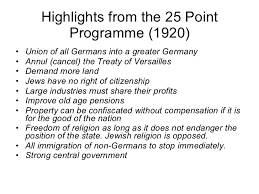 Highlights from the 25 Point
Programme (1920)
• Union of all Germans into a greater Germany
• Annul (cancel) the Treaty of Versailles
• Demand more land
• Jews have no right of citizenship
• Large industries must share their profits
• Improve old age pensions
• Property can be confiscated without compensation if it is
for the good of the nation
• Freedom of religion as long as it does not endanger the
position of the state. Jewish religion is opposed.
• All immigration of non-Germans to stop immediately.
• Strong central government